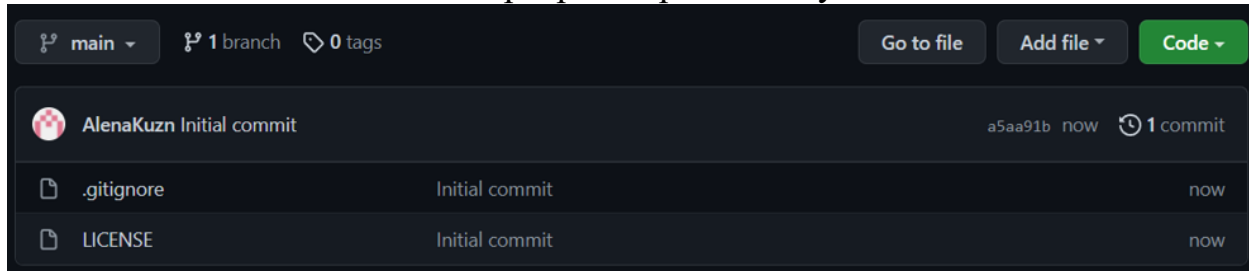 main 1 branch 0 tags Go to file Add file Code
AlenaKuzn Initial commit a5aa91b now 1 commit
.gitignore Initial commit now
LICENSE Initial commit now